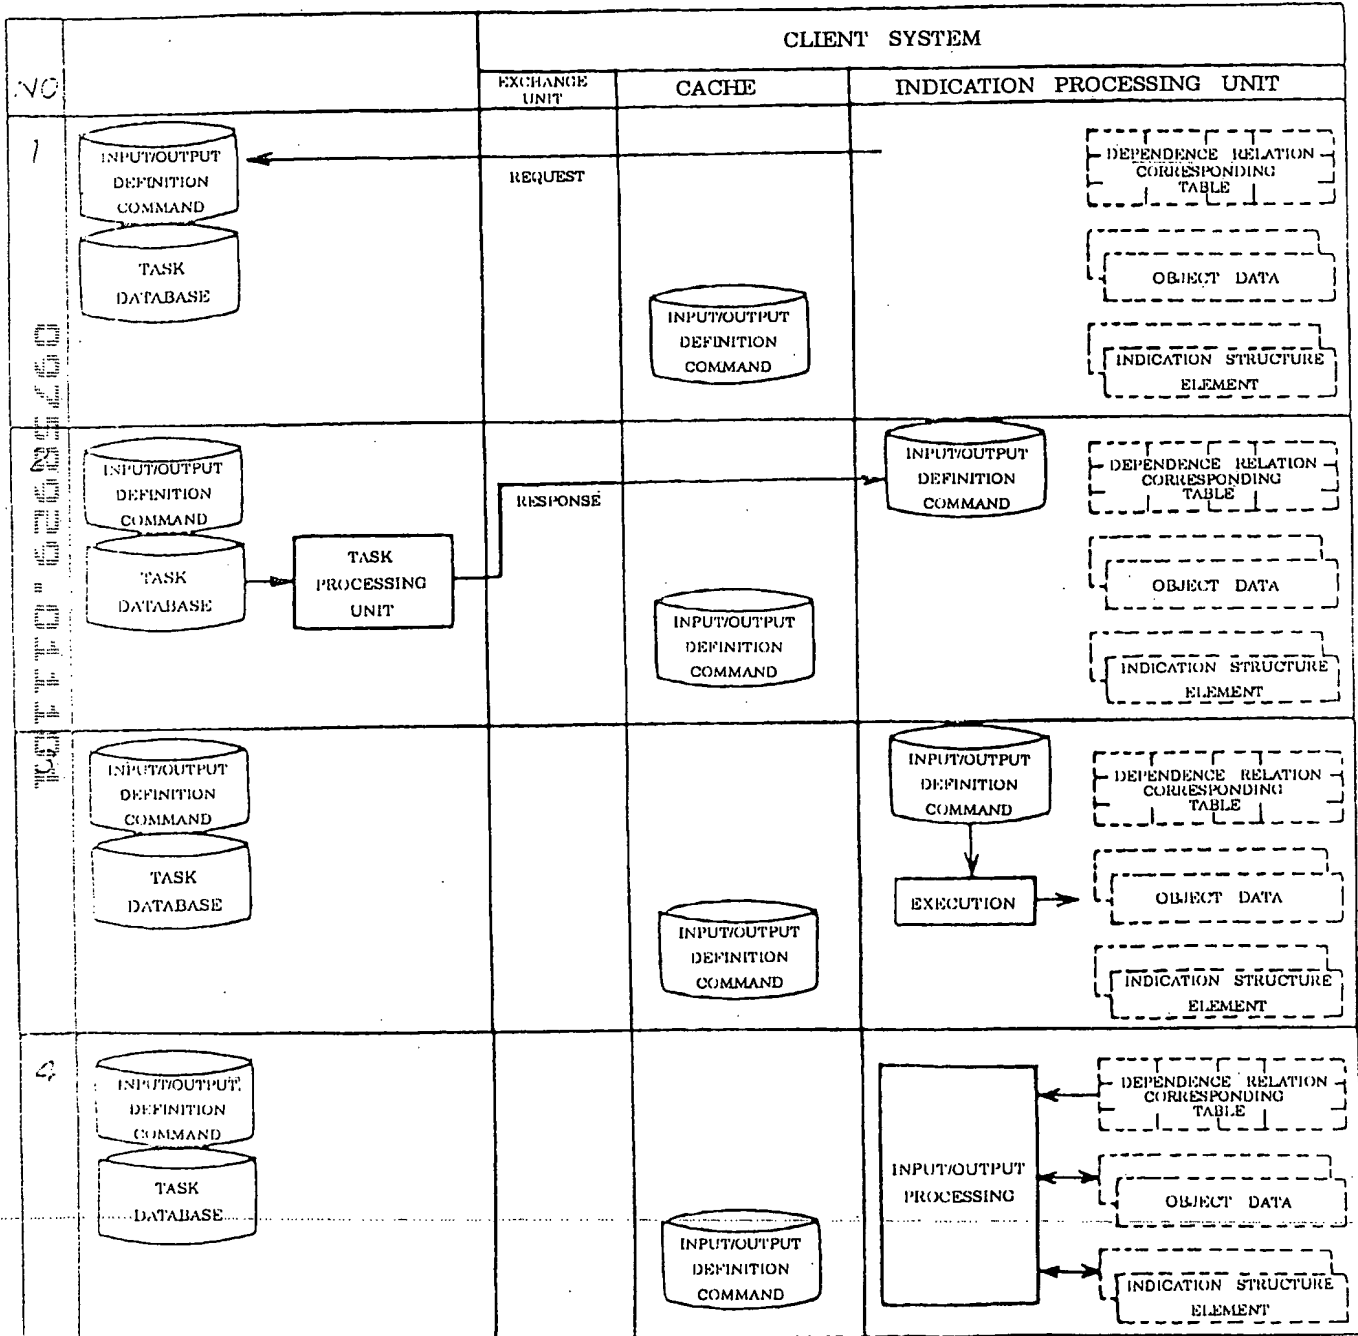 CLIENT SYSTEM
NO
EXCHANGE
UNIT
CACHE
INDICATION PROCESSING UNIT
1
INPUT/OUTPUT
DEFINITION
COMMAND
TASK
DATABASE
REQUEST
INPUT/OUTPUT
DEFINITION
COMMAND
DEPENDENCE RELATION
CORRESPONDING
TABLE
OBJECT DATA
INDICATION STRUCTURE
ELEMENT
2
INPUT/OUTPUT
DEFINITION
COMMAND
TASK
DATABASE
TASK
PROCESSING
UNIT
RESPONSE
INPUT/OUTPUT
DEFINITION
COMMAND
INPUT/OUTPUT
DEFINITION
COMMAND
DEPENDENCE RELATION
CORRESPONDING
TABLE
OBJECT DATA
INDICATION STRUCTURE
ELEMENT
INPUT/OUTPUT
DEFINITION
COMMAND
TASK
DATABASE
INPUT/OUTPUT
DEFINITION
COMMAND
INPUT/OUTPUT
DEFINITION
COMMAND
EXECUTION
DEPENDENCE RELATION
CORRESPONDING
TABLE
OBJECT DATA
INDICATION STRUCTURE
ELEMENT
4
INPUT/OUTPUT
DEFINITION
COMMAND
TASK
DATABASE
INPUT/OUTPUT
DEFINITION
COMMAND
INPUT/OUTPUT
PROCESSING
DEPENDENCE RELATION
CORRESPONDING
TABLE
OBJECT DATA
INDICATION STRUCTURE
ELEMENT